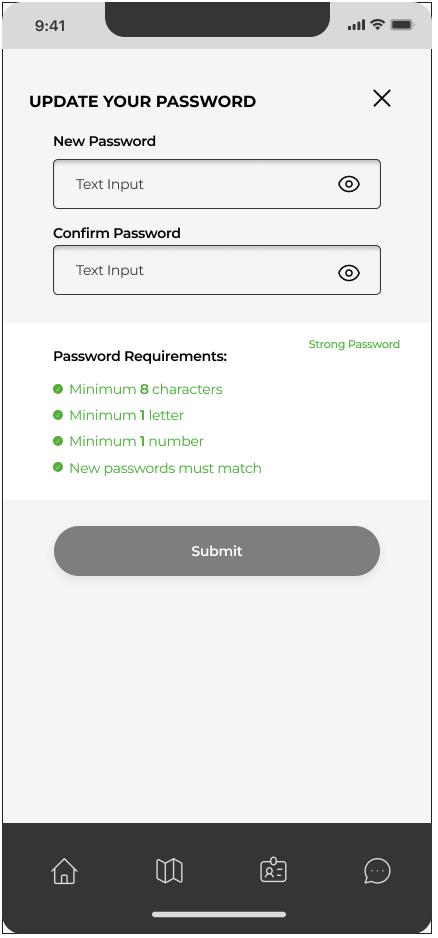 9:41
UPDATE YOUR PASSWORD
New Password
Text Input
Confirm Password
Text Input
Strong Password
Password Requirements:
Minimum 8 characters
Minimum 1 letter
Minimum 1 number
New passwords must match
Submit